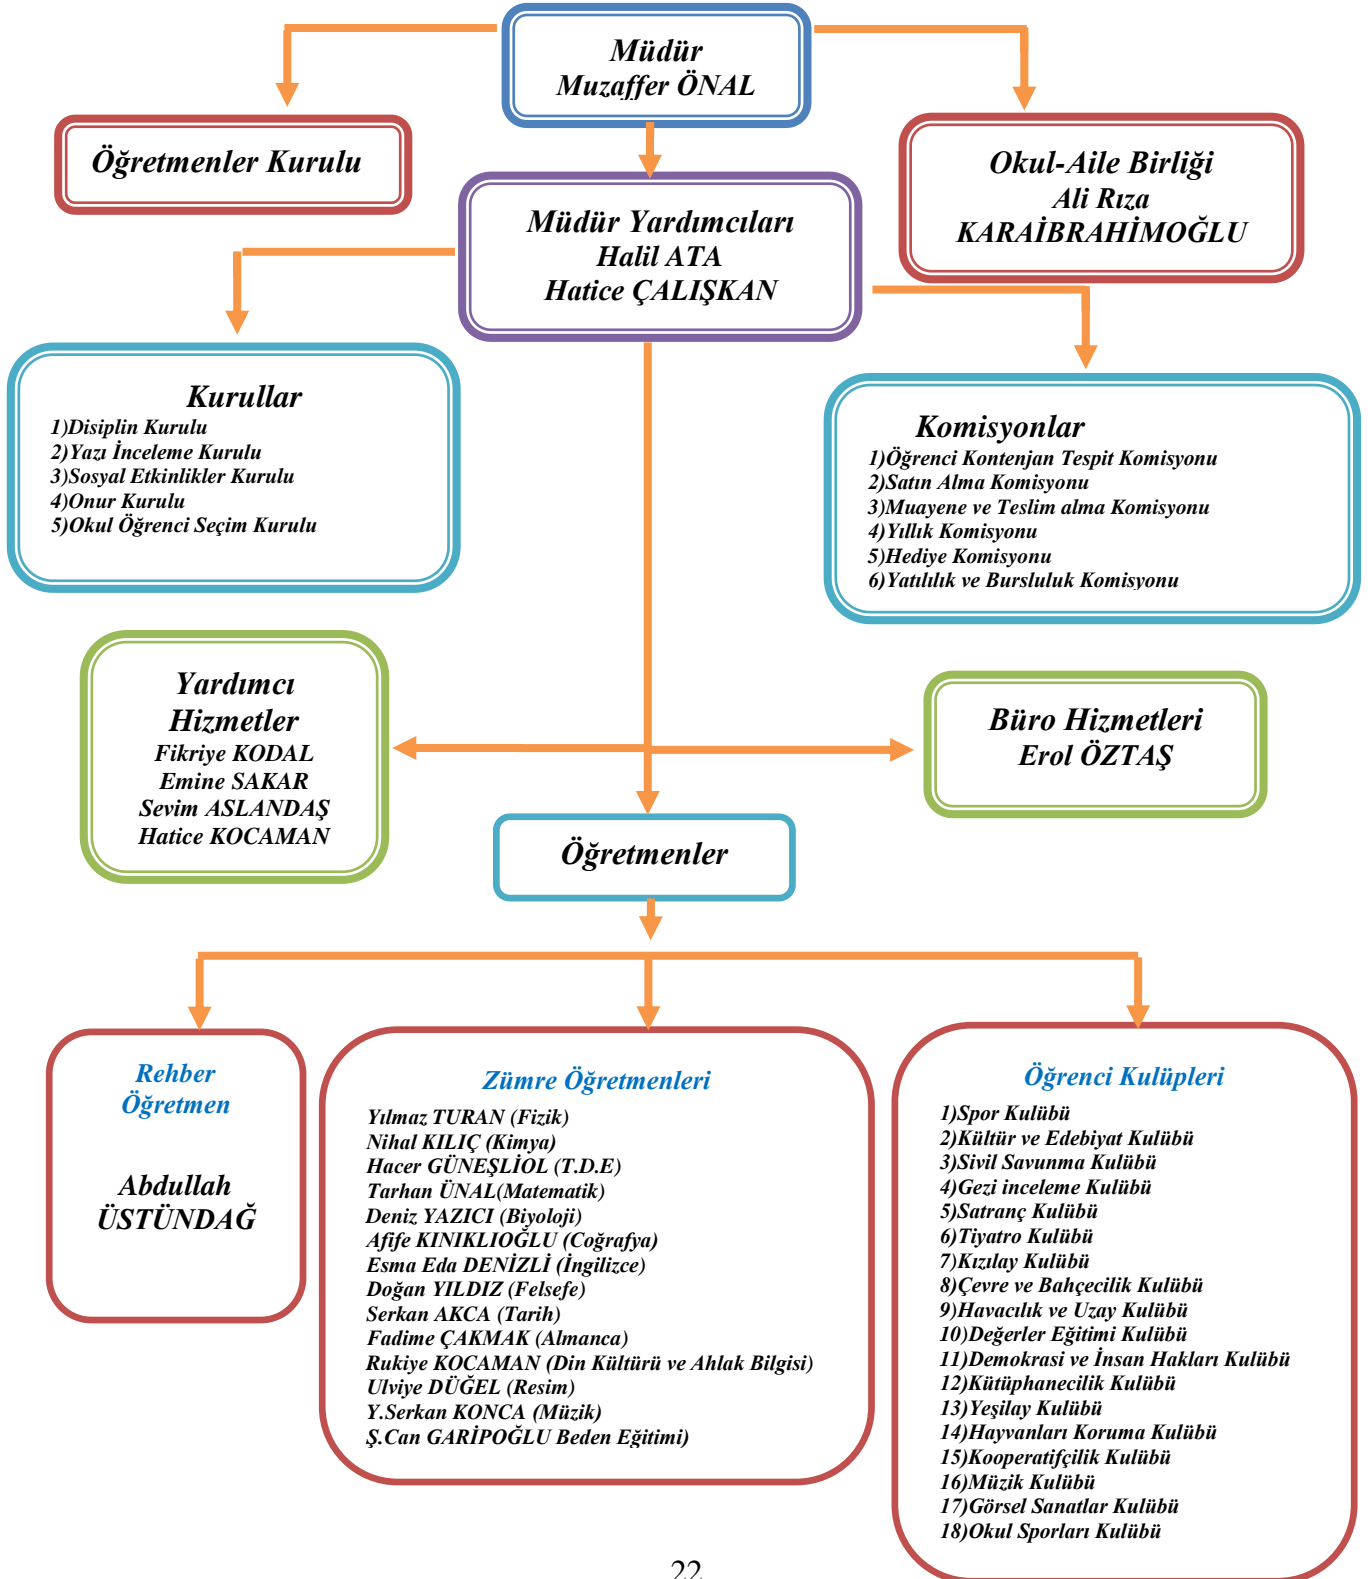 Müdür
Muzaffer ÖNAL
Öğretmenler Kurulu
Okul-Aile Birliği
Ali Rıza
KARAİBRAHİMOĞLU
Müdür Yardımcıları
Halil ATA
Hatice ÇALIŞKAN
Kurullar
1)Disiplin Kurulu
2)Yazı İnceleme Kurulu
3)Sosyal Etkinlikler Kurulu
4)Onur Kurulu
5)Okul Öğrenci Seçim Kurulu
Komisyonlar
1)Öğrenci Kontenjan Tespit Komisyonu
2)Satın Alma Komisyonu
3)Muayene ve Teslim alma Komisyonu
4)Yıllık Komisyonu
5)Hediye Komisyonu
6)Yatılılık ve Bursluluk Komisyonu
Yardımcı
Hizmetler
Fikriye KODAL
Emine SAKAR
Sevim ASLANDAŞ
Hatice KOCAMAN
Büro Hizmetleri
Erol ÖZTAŞ
Öğretmenler
Rehber
Öğretmen
Abdullah
ÜSTÜNDAĞ
Zümre Öğretmenleri
Yılmaz TURAN (Fizik)
Nihal KILIÇ (Kimya)
Hacer GÜNEŞLİOL (T.D.E)
Tarhan ÜNAL(Matematik)
Deniz YAZICI (Biyoloji)
Afife KINIKLIOĞLU (Coğrafya)
Esma Eda DENİZLİ (İngilizce)
Doğan YILDIZ (Felsefe)
Serkan AKCA (Tarih)
Fadime ÇAKMAK (Almanca)
Rukiye KOCAMAN (Din Kültürü ve Ahlak Bilgisi)
Ulviye DÜĞEL (Resim)
Y.Serkan KONCA (Müzik)
Ş.Can GARİPOĞLU Beden Eğitimi)
Öğrenci Kulüpleri
1)Spor Kulübü
2)Kültür ve Edebiyat Kulübü
3)Sivil Savunma Kulübü
4)Gezi inceleme Kulübü
5)Satranç Kulübü
6)Tiyatro Kulübü
7)Kızılay Kulübü
8)Çevre ve Bahçecilik Kulübü
9)Havacılık ve Uzay Kulübü
10)Değerler Eğitimi Kulübü
11)Demokrasi ve İnsan Hakları Kulübü
12)Kütüphanecilik Kulübü
13)Yeşilay Kulübü
14)Hayvanları Koruma Kulübü
15)Kooperatifçilik Kulübü
16)Müzik Kulübü
17)Görsel Sanatlar Kulübü
18)Okul Sporları Kulübü
22